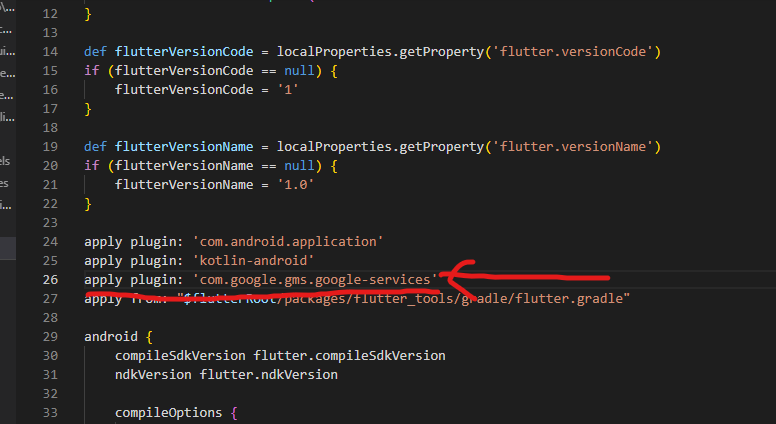 p\'...
12 }
c...
13
14 def flutterVersionCode = localProperties.getProperty('flutter.versionCode')
ui...
15 if (flutterVersionCode == null) {
e...
16 flutterVersionCode = '1'
e...
17 }
li...
18
19 def flutterVersionName = localProperties.getProperty('flutter.versionName')
els
20 if (flutterVersionName == null) {
es
21 flutterVersionName = '1.0'
i...
22 }
23
24 apply plugin: 'com.android.application'
25 apply plugin: 'kotlin-android'
26 apply plugin: 'com.google.gms.google-services'
27 apply from: "$flutterRoot/packages/flutter_tools/gradle/flutter.gradle"
28
29 android {
30 compileSdkVersion flutter.compileSdkVersion
31 ndkVersion flutter.ndkVersion
32
33 compileOptions {